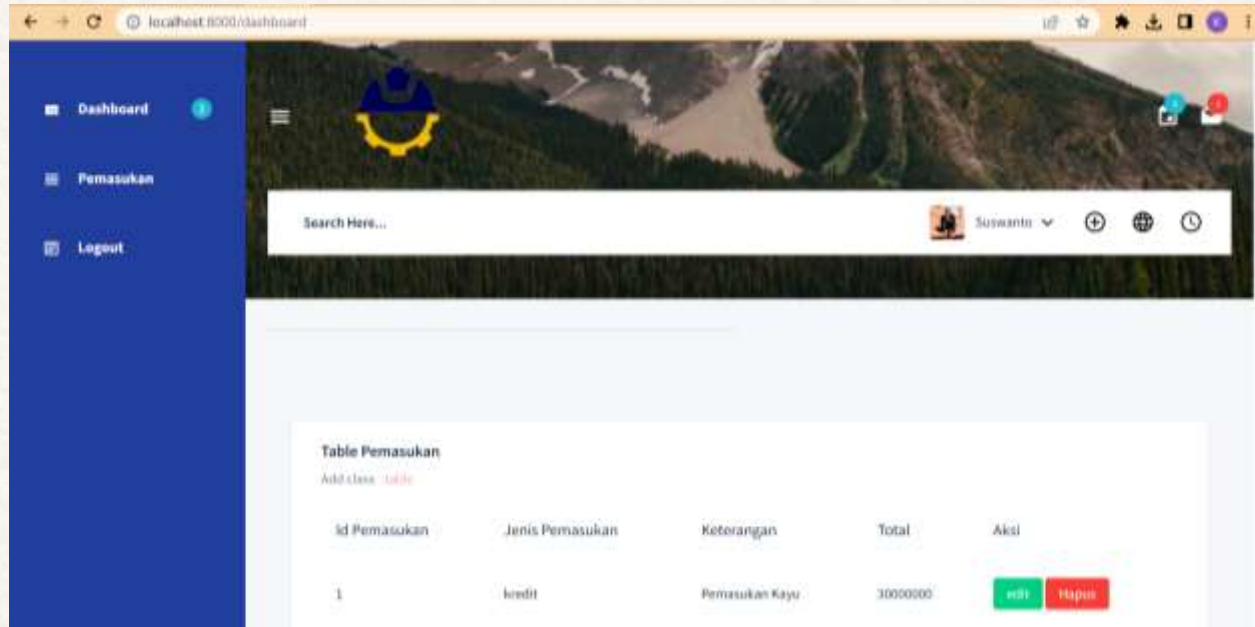 localhost:8000/dashboard
Dashboard
Pemasukan
Logout
Search Here...
Suswanto
Table Pemasukan
Add class table
Id Pemasukan Jenis Pemasukan Keterangan Total Aksi
1 kredit Pemasukan Kayu 30000000 edit Hapus